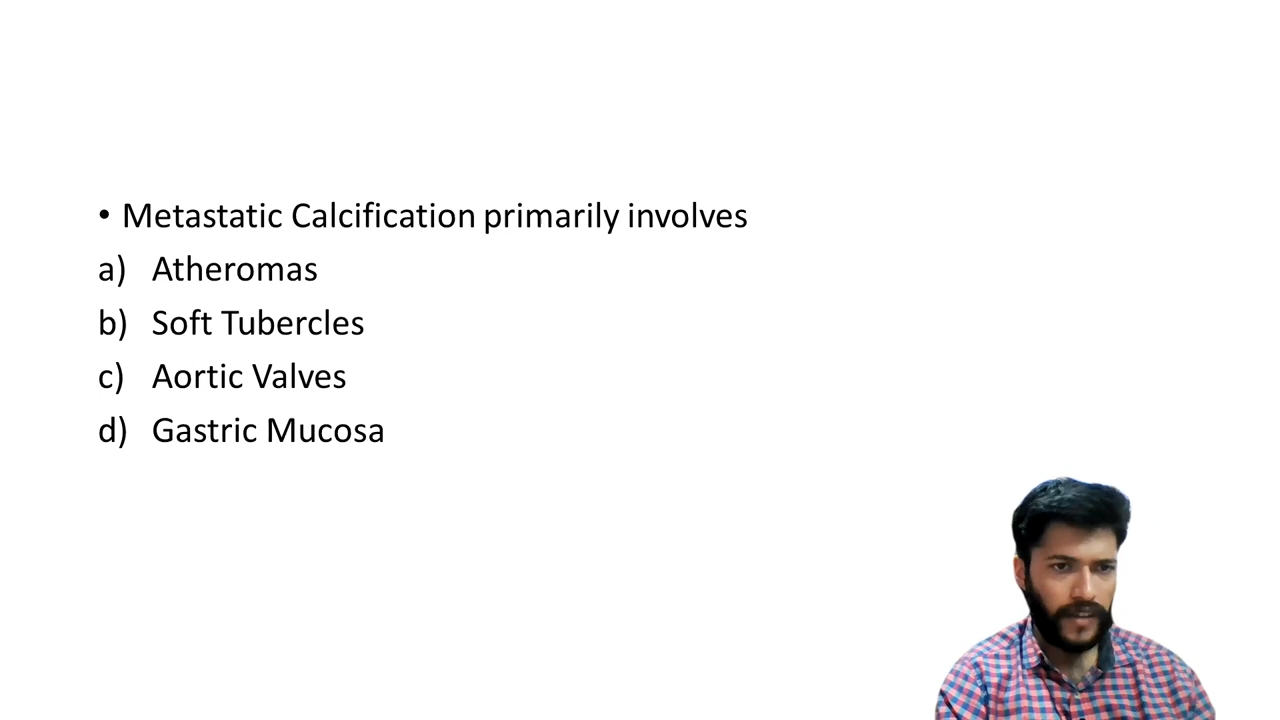 • Metastatic Calcification primarily involves
a) Atheromas
b) Soft Tubercles
c) Aortic Valves
d) Gastric Mucosa